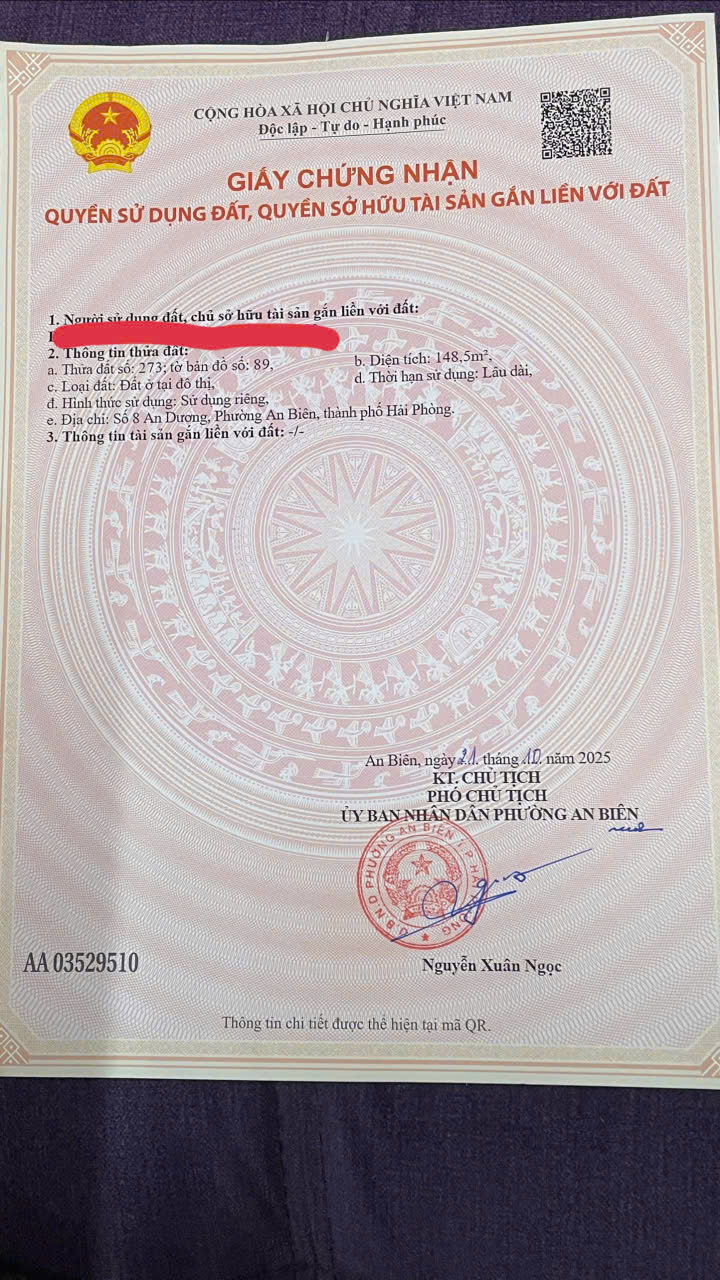 CỘNG HÒA XÃ HỘI CHỦ NGHĨA VIỆT NAM
Độc lập - Tự do - Hạnh phúc
GIẤY CHỨNG NHẬN
QUYỀN SỬ DỤNG ĐẤT, QUYỀN SỞ HỮU TÀI SẢN GẮN LIỀN VỚI ĐẤT
1. Người sử dụng đất, chủ sở hữu tài sản gắn liền với đất:
2. Thông tin thửa đất:
a. Thửa đất số: 273; tờ bản đồ số: 89,
b. Diện tích: 148,5m²,
c. Loại đất: Đất ở tại đô thị,
d. Thời hạn sử dụng: Lâu dài,
đ. Hình thức sử dụng: Sử dụng riêng,
e. Địa chỉ: Số 8 An Dương, Phường An Biên, thành phố Hải Phòng.
3. Thông tin tài sản gắn liền với đất: -/-
An Biên, ngày 21. tháng 10. năm 2025
KT. CHỦ TỊCH
PHÓ CHỦ TỊCH
ỦY BAN NHÂN DÂN PHƯỜNG AN BIÊN
U.B.N.D PHƯỜNG AN BIÊN T.P HẢI PHÒNG
AA 03529510
Nguyễn Xuân Ngọc
Thông tin chi tiết được thể hiện tại mã QR.